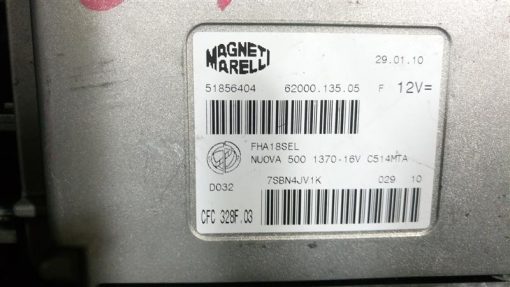 MAGNETI
MARELLI
29.01.10
51856404 62000.135.05 F 12V=
FHA18SEL
NUOVA 500 1370-16V C514MTA
D032 7SBN4JV1K 029 10
CFC 328F.03